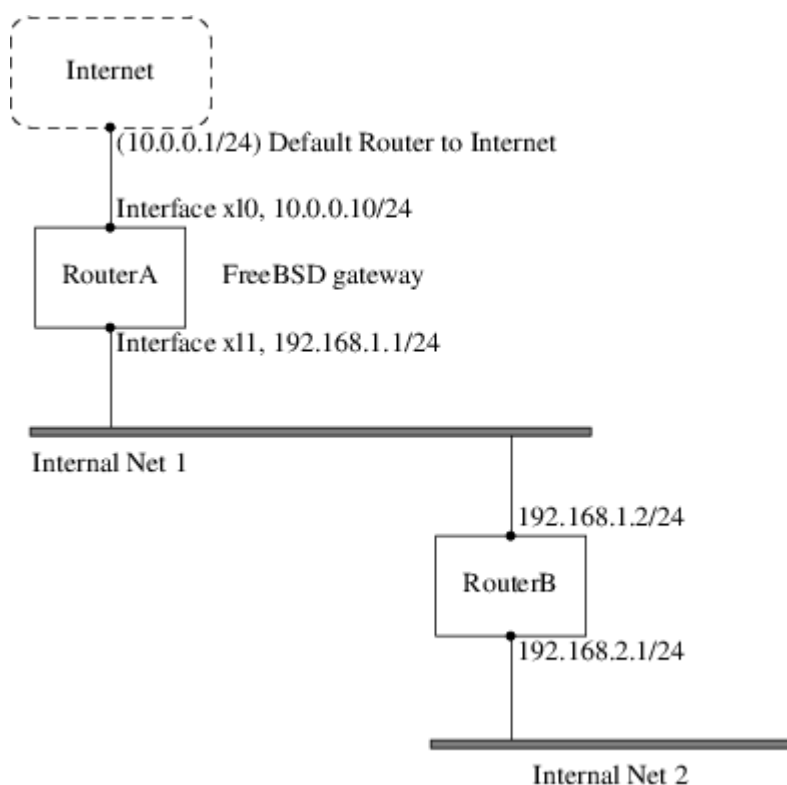 Internet
(10.0.0.1/24) Default Router to Internet
Interface xl0, 10.0.0.10/24
RouterA
FreeBSD gateway
Interface xl1, 192.168.1.1/24
Internal Net 1
192.168.1.2/24
RouterB
192.168.2.1/24
Internal Net 2